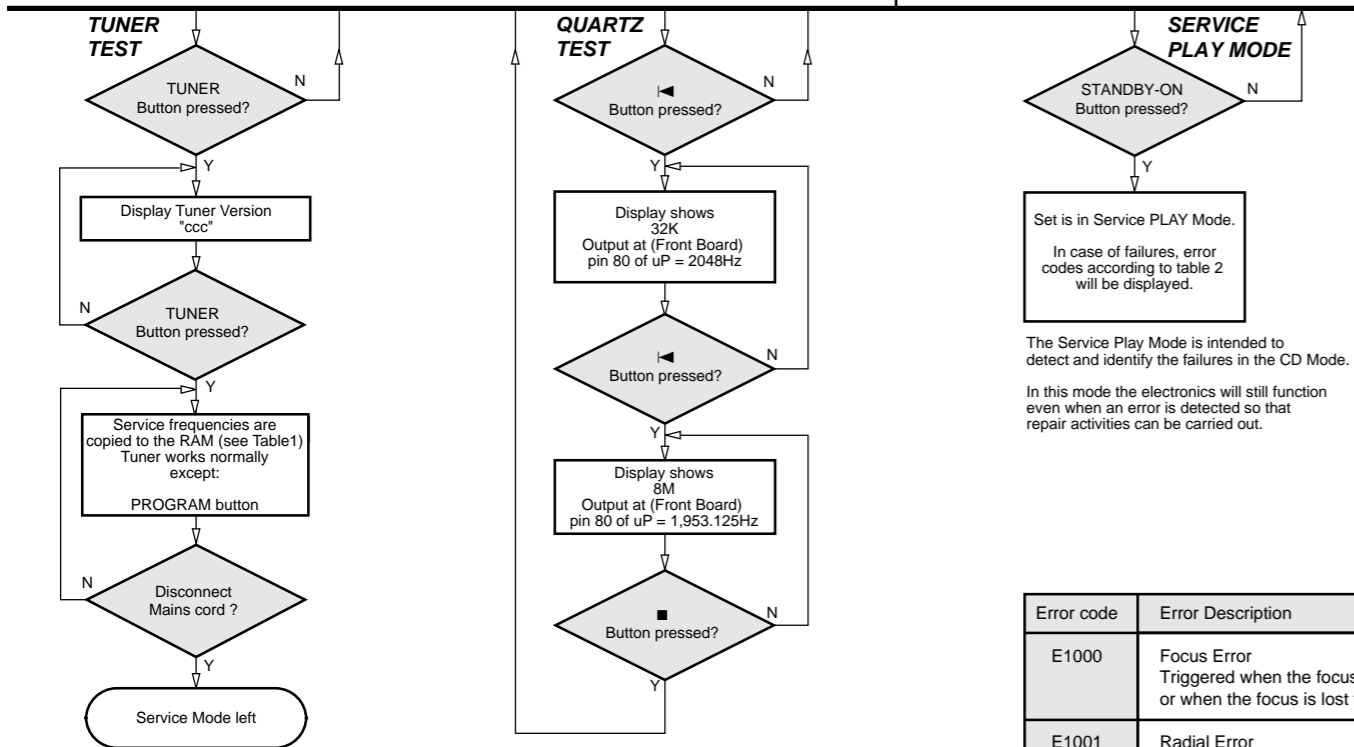 TUNER
TEST
TUNER
Button pressed?
N
Y
Display Tuner Version
"ccc"
TUNER
Button pressed?
N
Y
Service frequencies are
copied to the RAM (see Table1)
Tuner works normally
except:
PROGRAM button
Disconnect
Mains cord ?
N
Y
Service Mode left
QUARTZ
TEST
Button pressed?
N
Y
Display shows
32K
Output at (Front Board)
pin 80 of uP = 2048Hz
Button pressed?
N
Y
Display shows
8M
Output at (Front Board)
pin 80 of uP = 1,953.125Hz
Button pressed?
N
Y
SERVICE
PLAY MODE
STANDBY-ON
Button pressed?
N
Y
Set is in Service PLAY Mode.
In case of failures, error
codes according to table 2
will be displayed.
The Service Play Mode is intended to
detect and identify the failures in the CD Mode.
In this mode the electronics will still function
even when an error is detected so that
repair activities can be carried out.
Error code Error Description
E1000 Focus Error
Triggered when the focus
or when the focus is lost
E1001 Radial Error